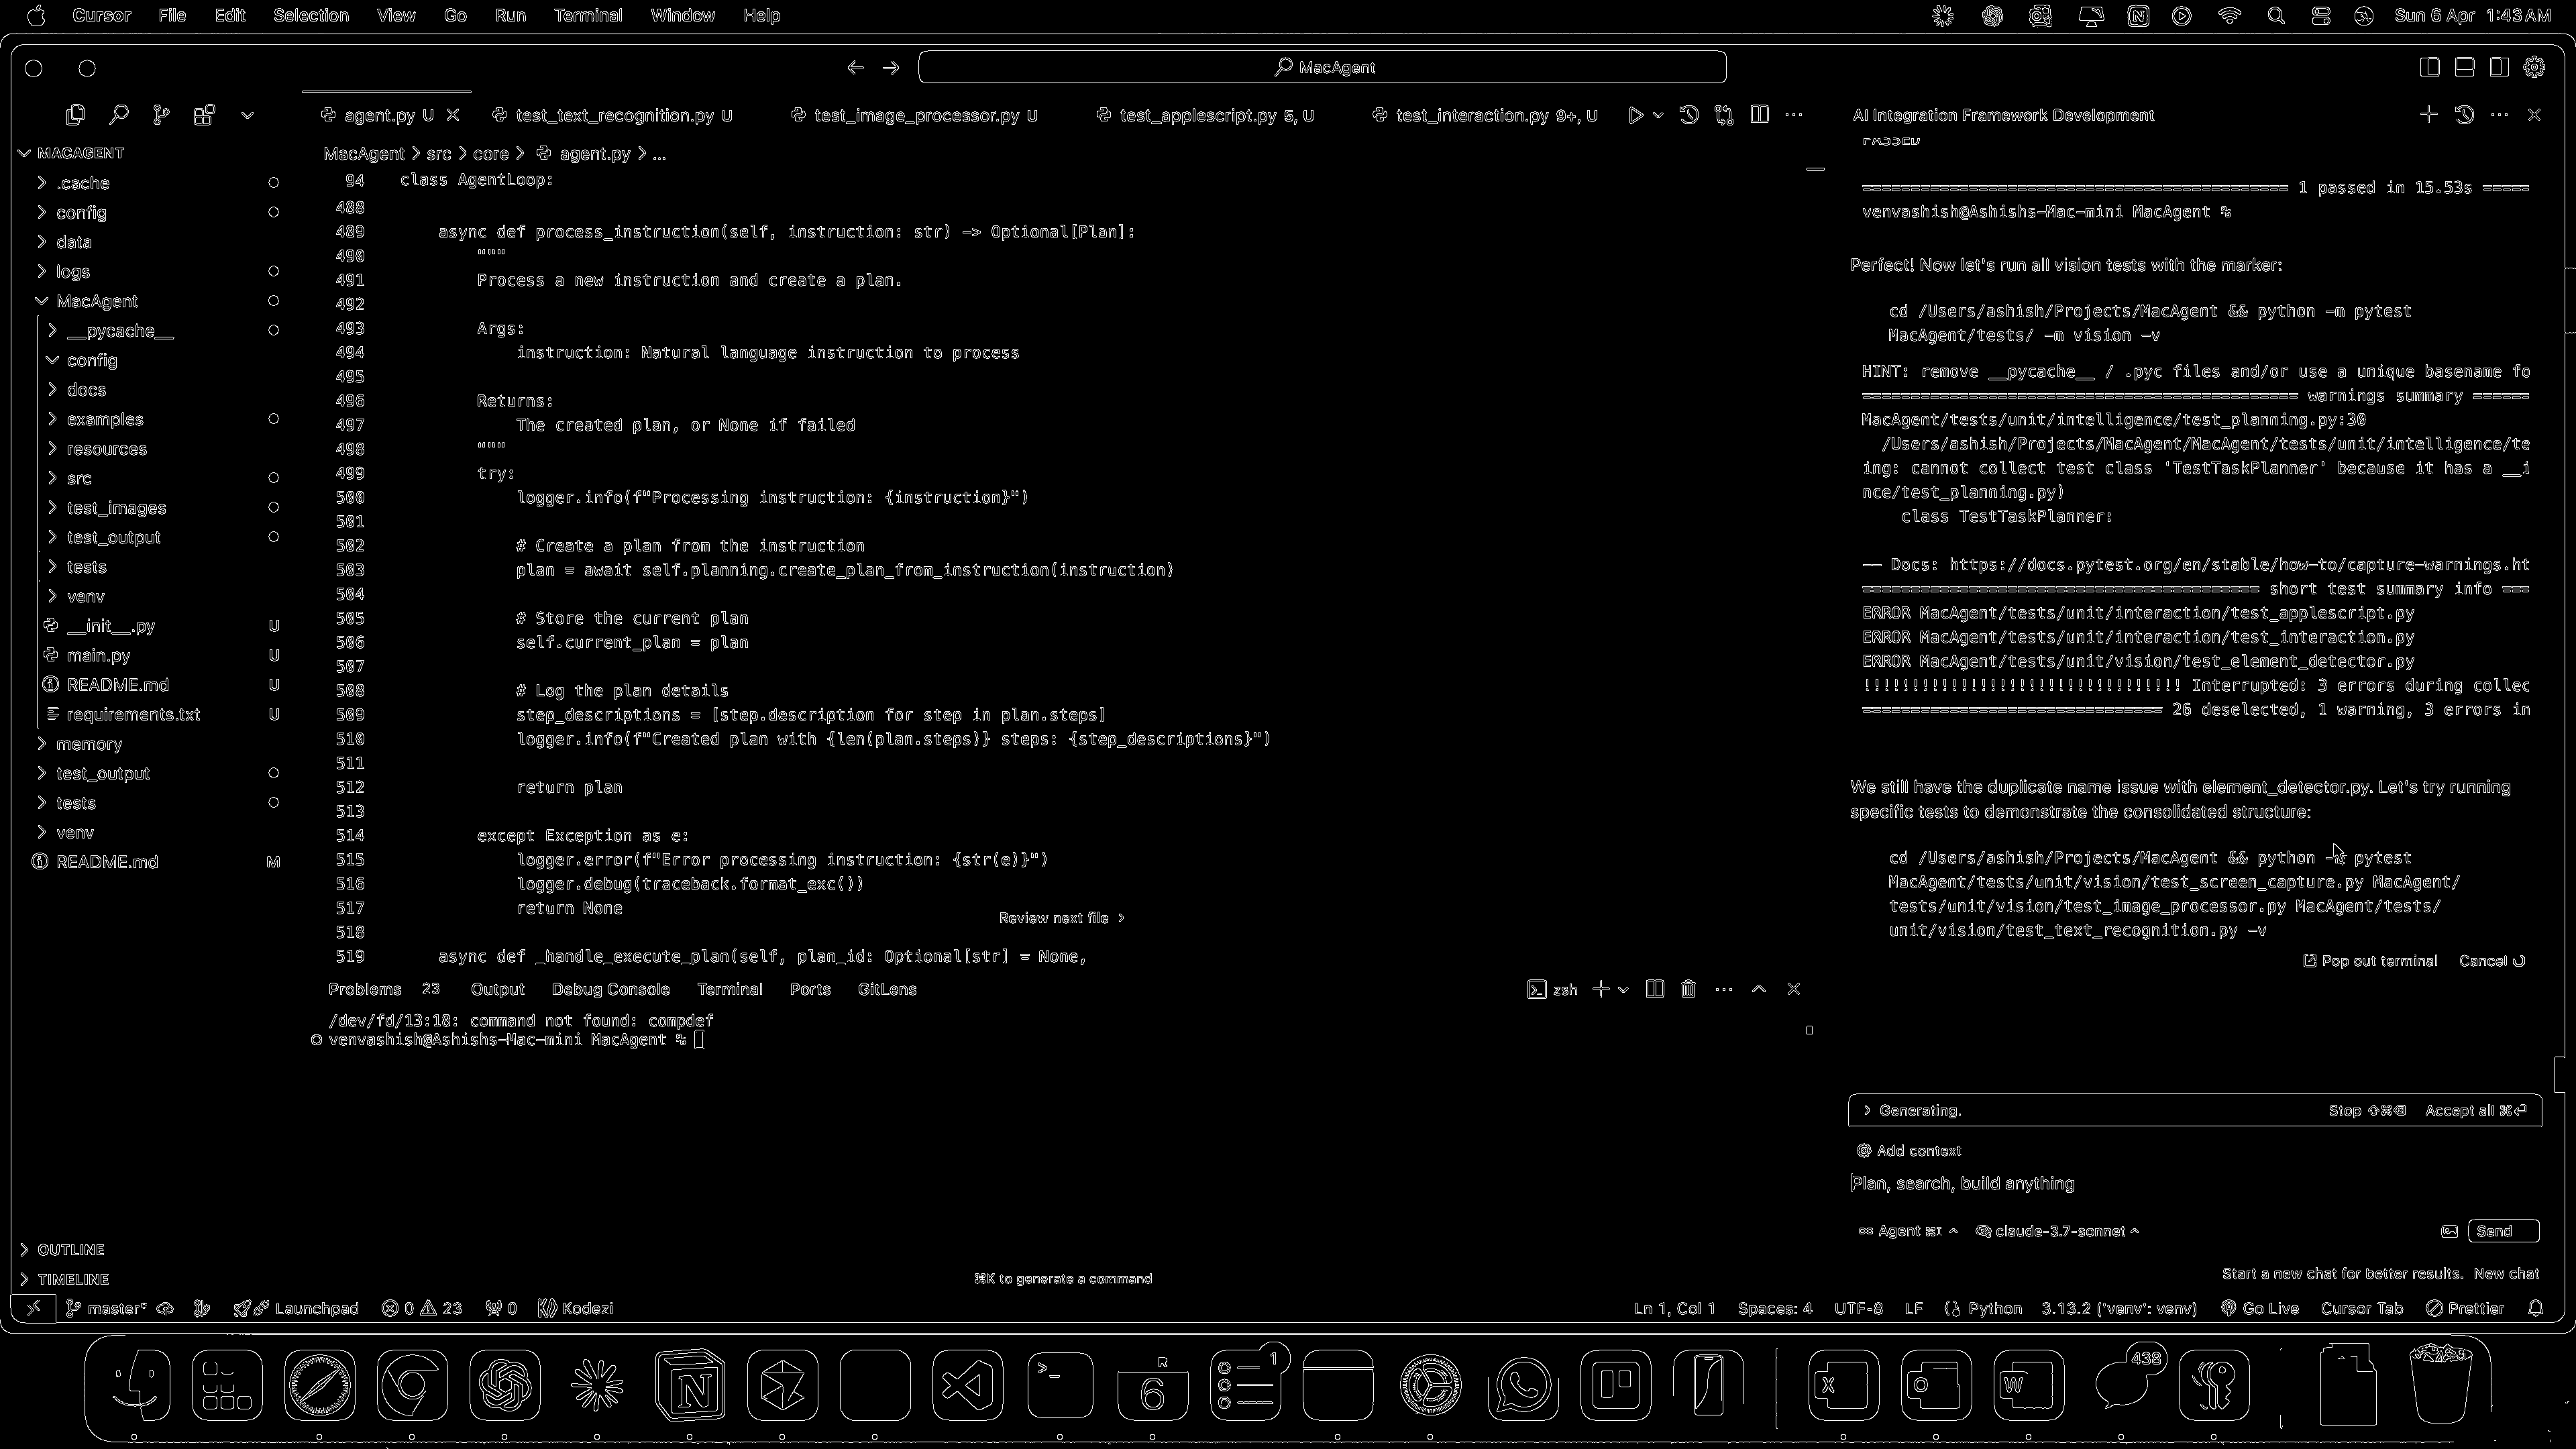 Cursor File Edit Selection View Go Run Terminal Window Help
Sun 6 Apr 1:43 AM
MacAgent
agent.py U
test_text_recognition.py U
test_image_processor.py U
test_applescript.py 5, U
test_interaction.py 9+, U
MACAGENT
.cache
config
data
logs
MacAgent
__pycache__
config
docs
examples
resources
src
test_images
test_output
tests
venv
__init__.py U
main.py U
README.md U
requirements.txt U
memory
test_output
tests
venv
README.md M
OUTLINE
TIMELINE
MacAgent > src > core > agent.py > ...
94 class AgentLoop:
488
489 async def process_instruction(self, instruction: str) -> Optional[Plan]:
490 """
491 Process a new instruction and create a plan.
492
493 Args:
494 instruction: Natural language instruction to process
495
496 Returns:
497 The created plan, or None if failed
498 """
499 try:
500 logger.info(f"Processing instruction: {instruction}")
501
502 # Create a plan from the instruction
503 plan = await self.planning.create_plan_from_instruction(instruction)
504
505 # Store the current plan
506 self.current_plan = plan
507
508 # Log the plan details
509 step_descriptions = [step.description for step in plan.steps]
510 logger.info(f"Created plan with {len(plan.steps)} steps: {step_descriptions}")
511
512 return plan
513
514 except Exception as e:
515 logger.error(f"Error processing instruction: {str(e)}")
516 logger.debug(traceback.format_exc())
517 return None
518
519 async def _handle_execute_plan(self, plan_id: Optional[str] = None,
Review next file >
Problems 23 Output Debug Console Terminal Ports GitLens
zsh
/dev/fd/13:18: command not found: compdef
venvashish@Ashishs-Mac-mini MacAgent %
⌘K to generate a command
AI Integration Framework Development
PASSED
1 passed in 15.53s =====
venvashish@Ashishs-Mac-mini MacAgent %
Perfect! Now let's run all vision tests with the marker:
cd /Users/ashish/Projects/MacAgent && python -m pytest
MacAgent/tests/ -m vision -v
HINT: remove __pycache__ / .pyc files and/or use a unique basename fo
warnings summary ======
MacAgent/tests/unit/intelligence/test_planning.py:30
/Users/ashish/Projects/MacAgent/MacAgent/tests/unit/intelligence/te
ing: cannot collect test class 'TestTaskPlanner' because it has a __i
nce/test_planning.py)
class TestTaskPlanner:
-- Docs: https://docs.pytest.org/en/stable/how-to/capture-warnings.ht
short test summary info ===
ERROR MacAgent/tests/unit/interaction/test_applescript.py
ERROR MacAgent/tests/unit/interaction/test_interaction.py
ERROR MacAgent/tests/unit/vision/test_element_detector.py
!!!!!!!!!!!!!!!!!!!!!!!!!!!!!!!! Interrupted: 3 errors during collec
26 deselected, 1 warning, 3 errors in
We still have the duplicate name issue with element_detector.py. Let's try running
specific tests to demonstrate the consolidated structure:
cd /Users/ashish/Projects/MacAgent && python -m pytest
MacAgent/tests/unit/vision/test_screen_capture.py MacAgent/
tests/unit/vision/test_image_processor.py MacAgent/tests/
unit/vision/test_text_recognition.py -v
Pop out terminal Cancel
Generating. Stop ⇧⌘⌫ Accept all ⌘⏎
@ Add context
Plan, search, build anything
Agent ⌘I claude-3.7-sonnet
Send
Start a new chat for better results. New chat
master* Launchpad 0 23 0 Kodezi
Ln 1, Col 1 Spaces: 4 UTF-8 LF Python 3.13.2 ('venv': venv) Go Live Cursor Tab Prettier
6
1
438